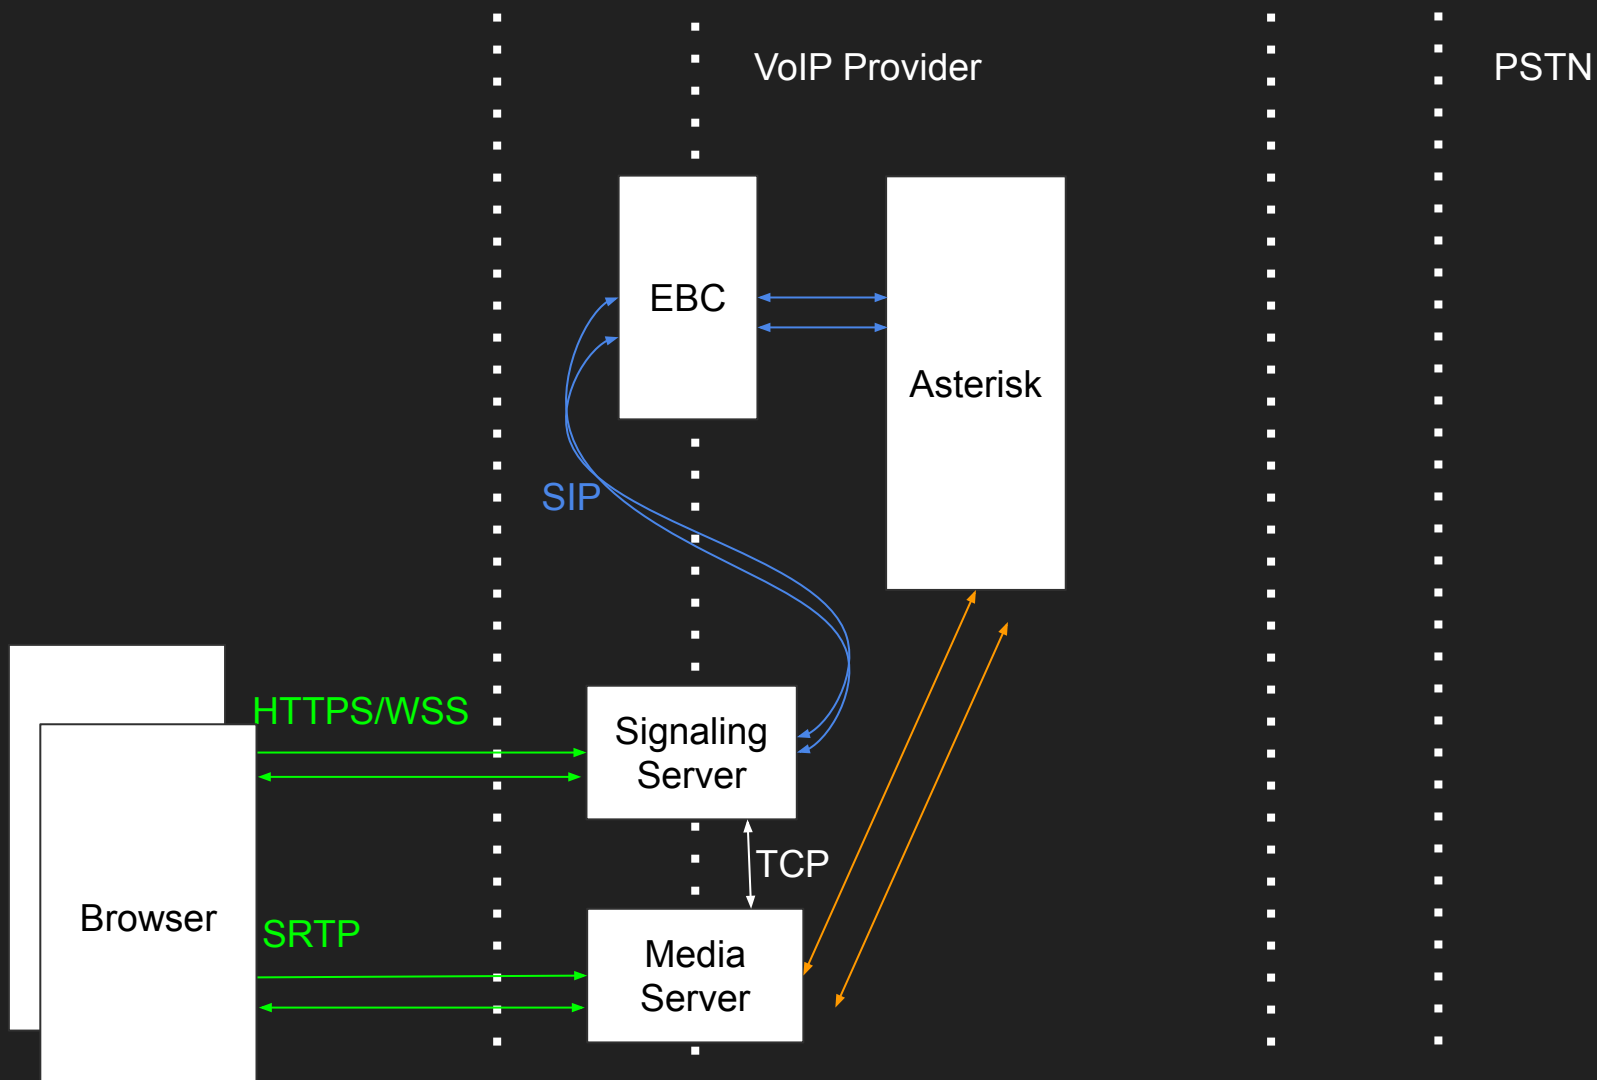 VoIP Provider
PSTN
EBC
Asterisk
SIP
HTTPS/WSS
Signaling
Server
TCP
Browser
SRTP
Media
Server